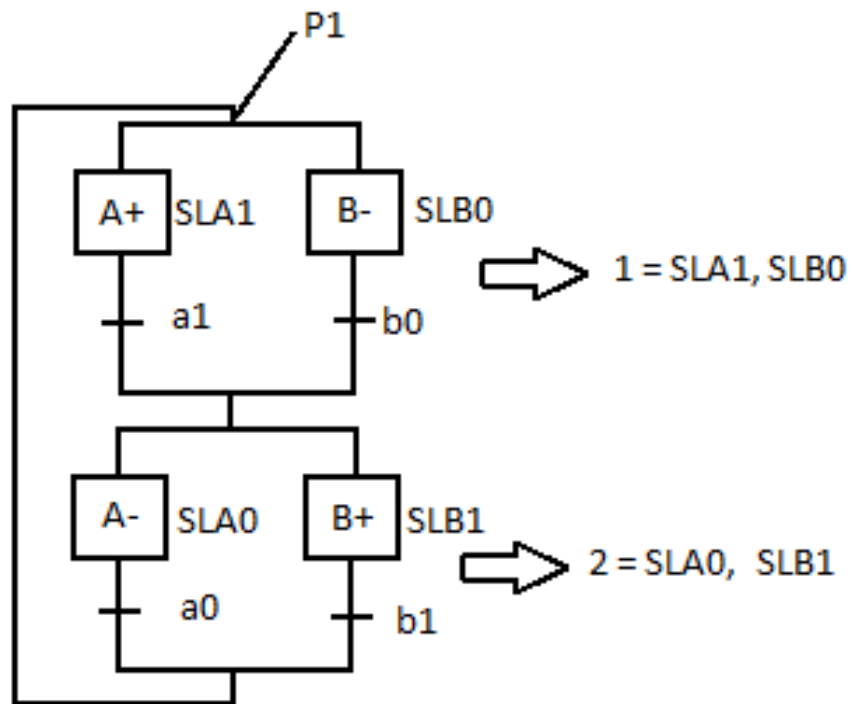 P1
A+ SLA1 B- SLB0
1 = SLA1, SLB0
a1 b0
A- SLA0 B+ SLB1
2 = SLA0, SLB1
a0 b1